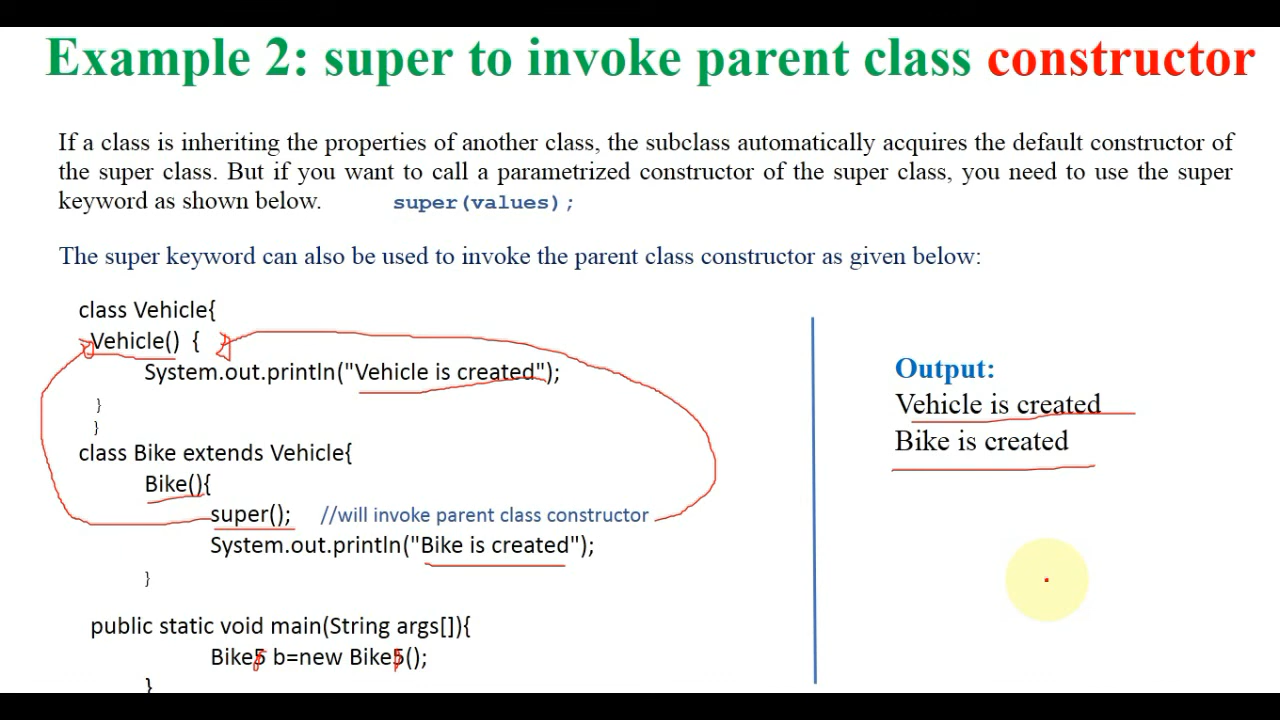 Example 2: super to invoke parent class constructor
If a class is inheriting the properties of another class, the subclass automatically acquires the default constructor of
the super class. But if you want to call a parametrized constructor of the super class, you need to use the super
keyword as shown below. super(values);
The super keyword can also be used to invoke the parent class constructor as given below:
class Vehicle{
Vehicle() {
System.out.println("Vehicle is created");
}
}
class Bike extends Vehicle{
Bike(){
super(); //will invoke parent class constructor
System.out.println("Bike is created");
}
public static void main(String args[]){
Bike5 b=new Bike5();
}
Output:
Vehicle is created
Bike is created